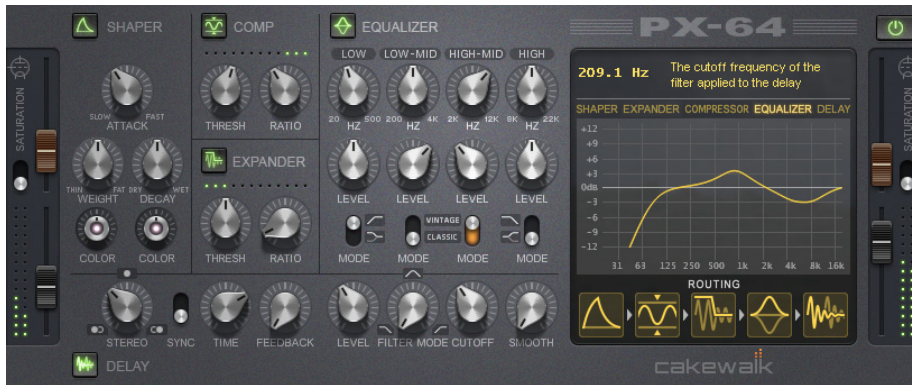 SHAPER
COMP
EQUALIZER
PX-64
LOW
LOW-MID
HIGH-MID
HIGH
209.1 Hz
The cutoff frequency of the
filter applied to the delay
SATURATION
SLOW
FAST
ATTACK
THRESH
RATIO
20
HZ
500
200
HZ
4K
2K
HZ
12K
8K
HZ
22K
SHAPER EXPANDER COMPRESSOR EQUALIZER DELAY
SATURATION
+12
+9
+6
+3
0dB
-3
-6
-9
-12
31 63 125 250 500 1k 2k 4k 8k 16k
EXPANDER
THIN
FAT
DRY
WET
WEIGHT
DECAY
LEVEL
LEVEL
LEVEL
LEVEL
VINTAGE
CLASSIC
COLOR
COLOR
THRESH
RATIO
MODE
MODE
MODE
MODE
ROUTING
STEREO
SYNC
TIME
FEEDBACK
LEVEL
FILTER MODE
CUTOFF
SMOOTH
DELAY
cakewalk